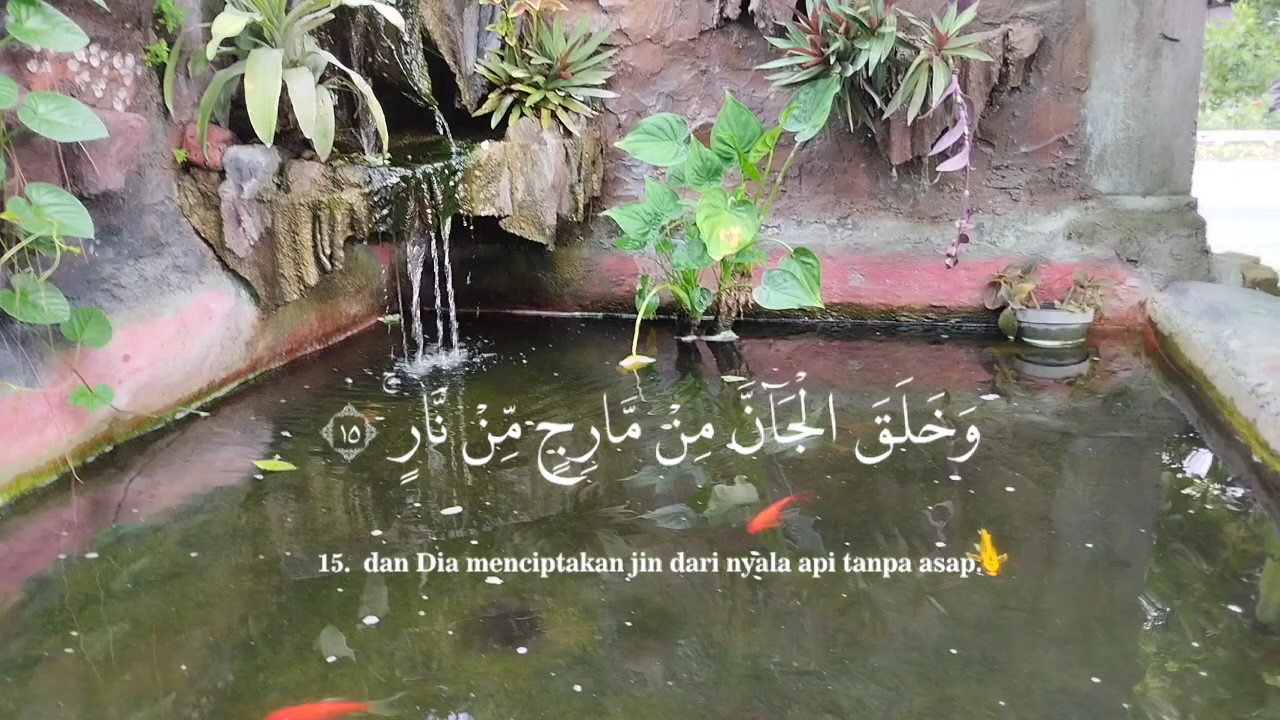 وَخَلَقَ الْجَآنَّ مِنْ مَّارِجٍ مِّنْ نَّارٍ ١٥
15. dan Dia menciptakan jin dari nyala api tanpa asap.